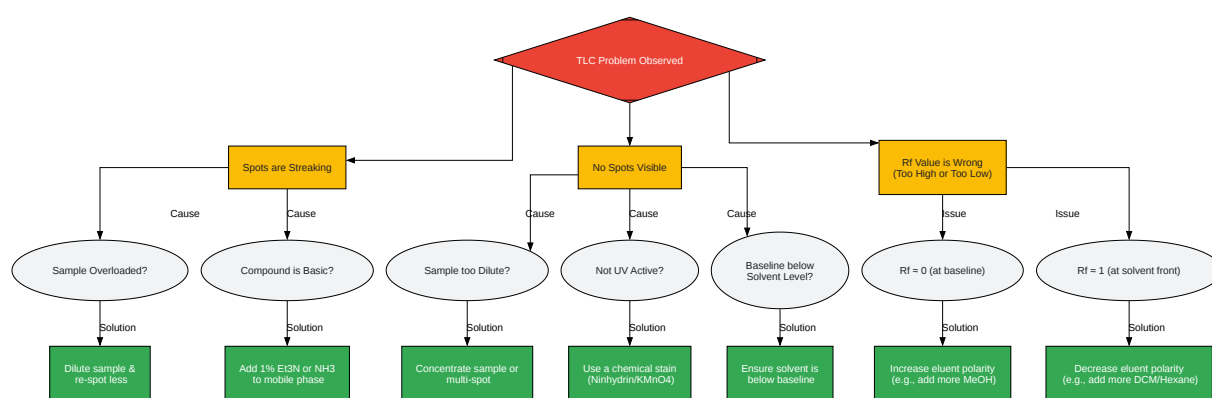 TLC Problem Observed
Spots are Streaking
No Spots Visible
Rf Value is Wrong
(Too High or Too Low)
Cause
Cause
Cause
Cause
Cause
Issue
Issue
Sample Overloaded?
Compound is Basic?
Sample too Dilute?
Not UV Active?
Baseline below
Solvent Level?
Rf ≈ 0 (at baseline)
Rf ≈ 1 (at solvent front)
Solution
Solution
Solution
Solution
Solution
Solution
Solution
Dilute sample &
re-spot less
Add 1% Et3N or NH3
to mobile phase
Concentrate sample or
multi-spot
Use a chemical stain
(Ninhydrin/KMnO4)
Ensure solvent is
below baseline
Increase eluent polarity
(e.g., add more MeOH)
Decrease eluent polarity
(e.g., add more DCM/Hexane)